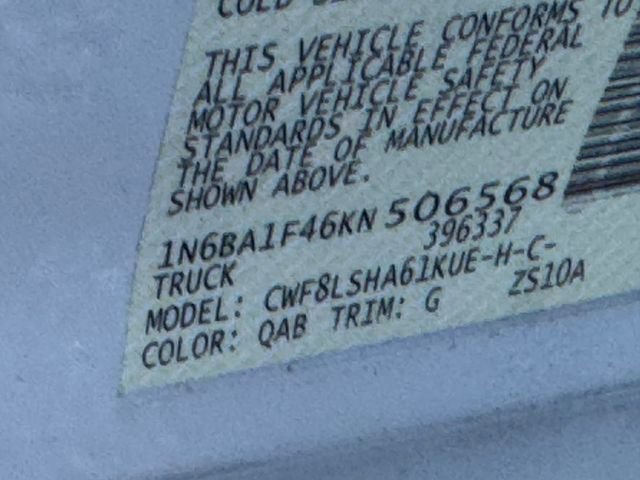 THIS VEHICLE CONFORMS TO
ALL APPLICABLE FEDERAL
MOTOR VEHICLE SAFETY
STANDARDS IN EFFECT ON
THE DATE OF MANUFACTURE
SHOWN ABOVE.
1N6BA1F46KN 506568
TRUCK 396337
MODEL: CWF8LSHA61KUE-H-C-
COLOR: QAB TRIM: G ZS10A